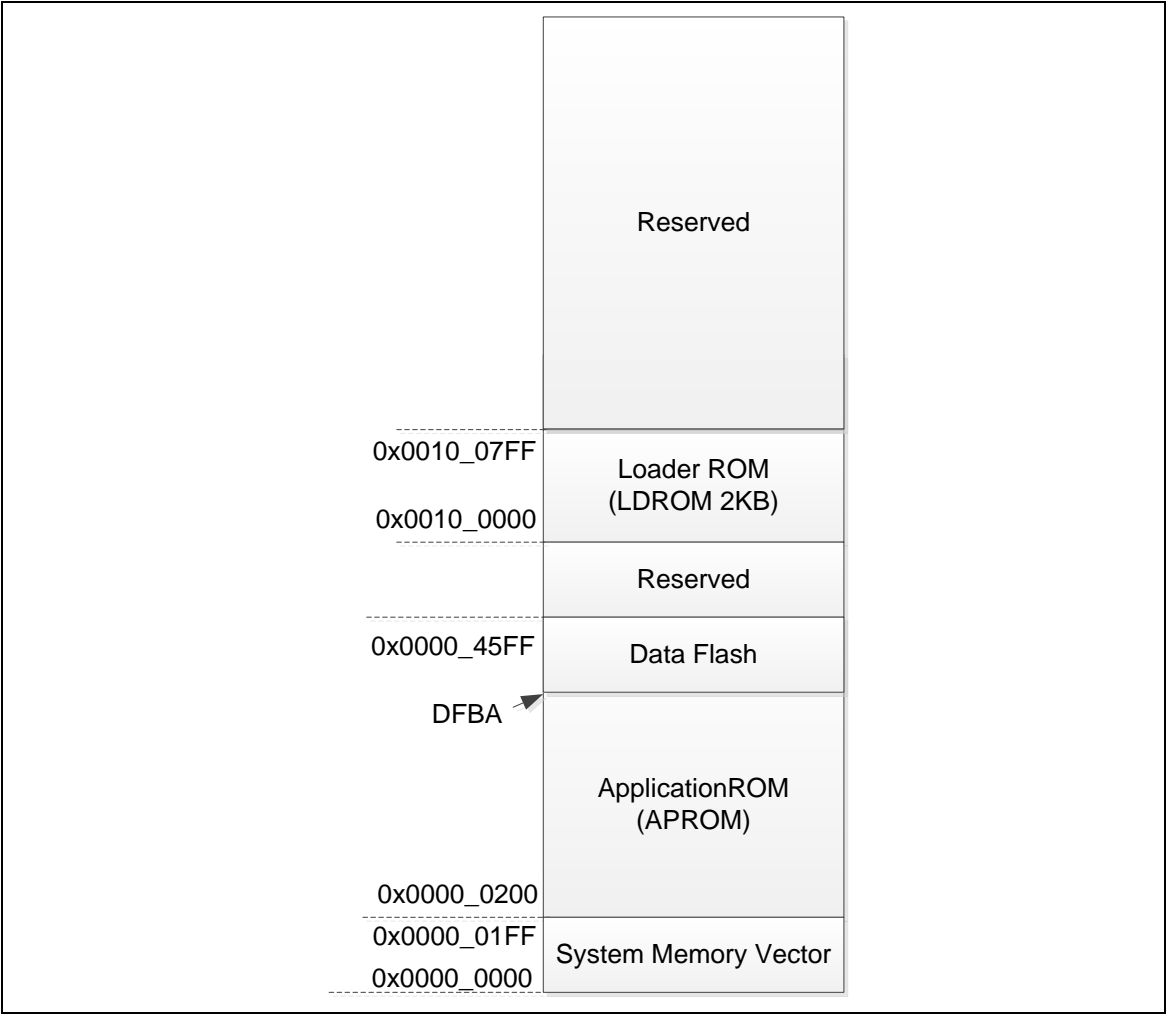 Reserved
0x0010_07FF
Loader ROM
(LDROM 2KB)
0x0010_0000
Reserved
0x0000_45FF
Data Flash
DFBA
ApplicationROM
(APROM)
0x0000_0200
0x0000_01FF
System Memory Vector
0x0000_0000